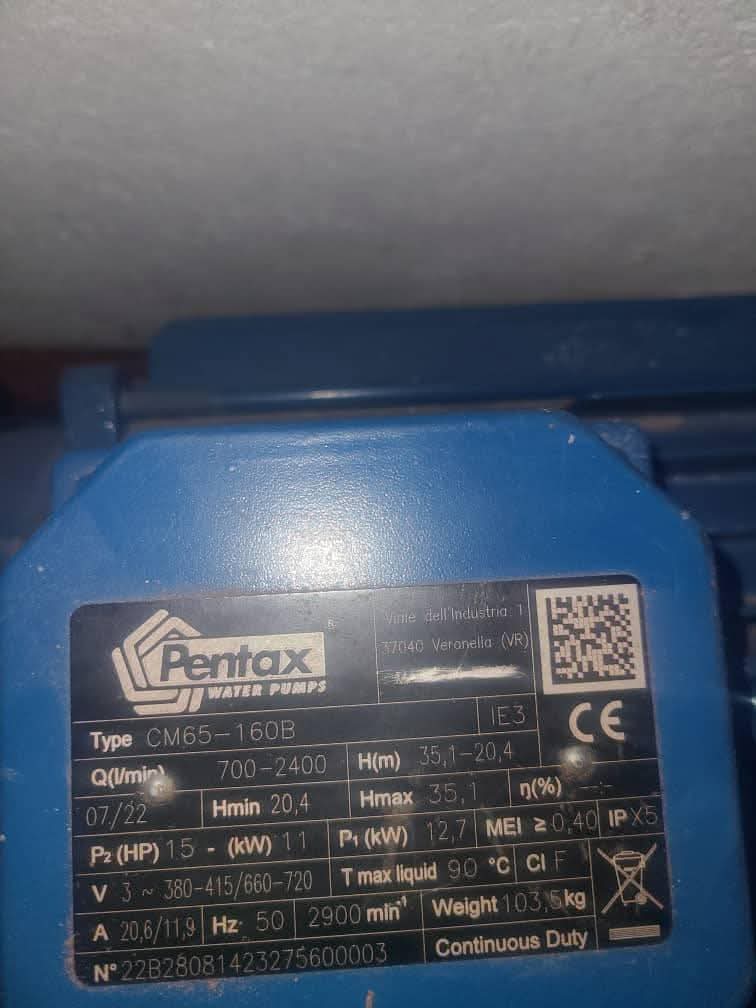 Pentax
WATER PUMPS
Viale dell'Industria 1
37040 Veronella (VR)
Type CM65-160B IE3 CE
Q(l/min) 700-2400 H(m) 35,1-20,4
07/22 Hmin 20,4 Hmax 35,1 η(%) --.-
P₂ (HP) 15 - (kW) 11 P₁ (kW) 12,7 MEI ≥ 0,40 IP X5
V 3 ~ 380-415/660-720 T max liquid 90 °C Cl F
A 20,6/11,9 Hz 50 2900 min⁻¹ Weight 103,5 kg
N° 22B28081423275600003 Continuous Duty